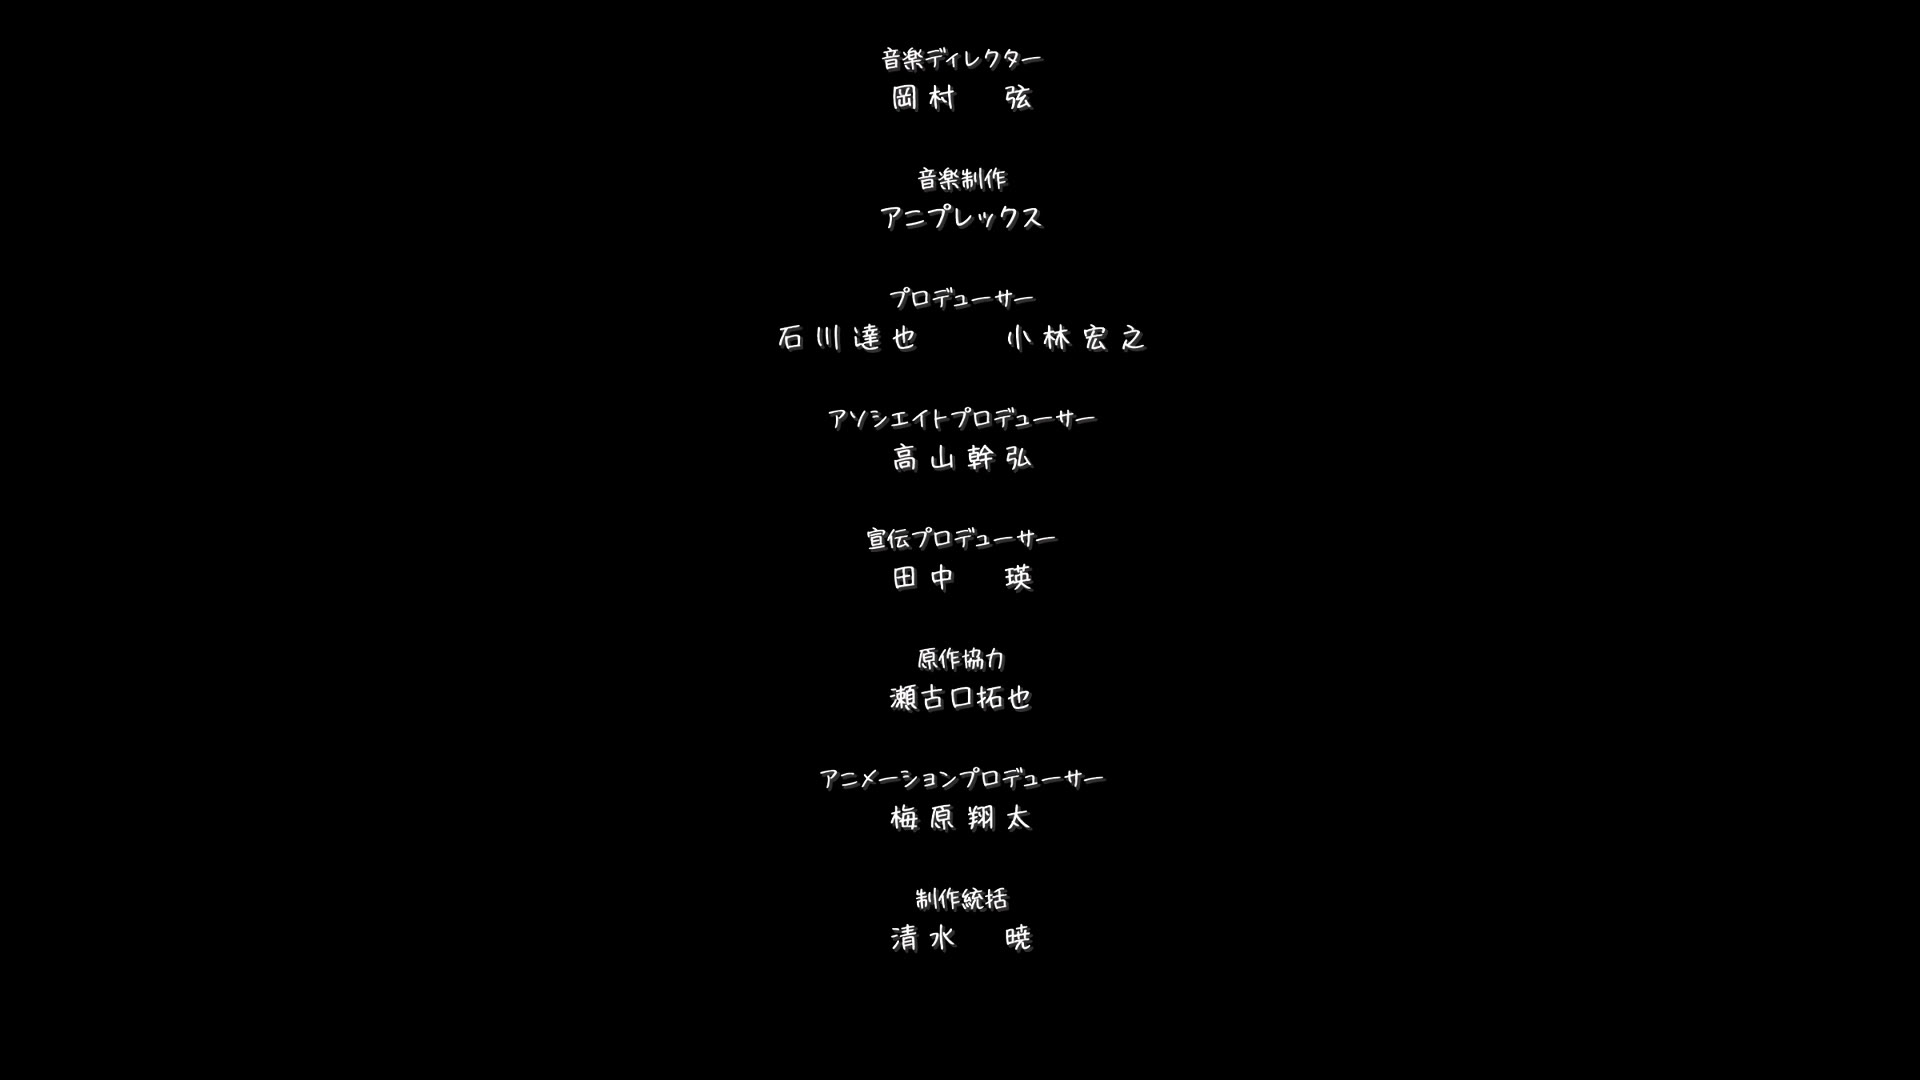 音楽ディレクター
岡村 弦
音楽制作
アニプレックス
プロデューサー
石川達也 小林宏之
アソシエイトプロデューサー
高山幹弘
宣伝プロデューサー
田中 瑛
原作協力
瀬古口拓也
アニメーションプロデューサー
梅原翔太
制作統括
清水 暁